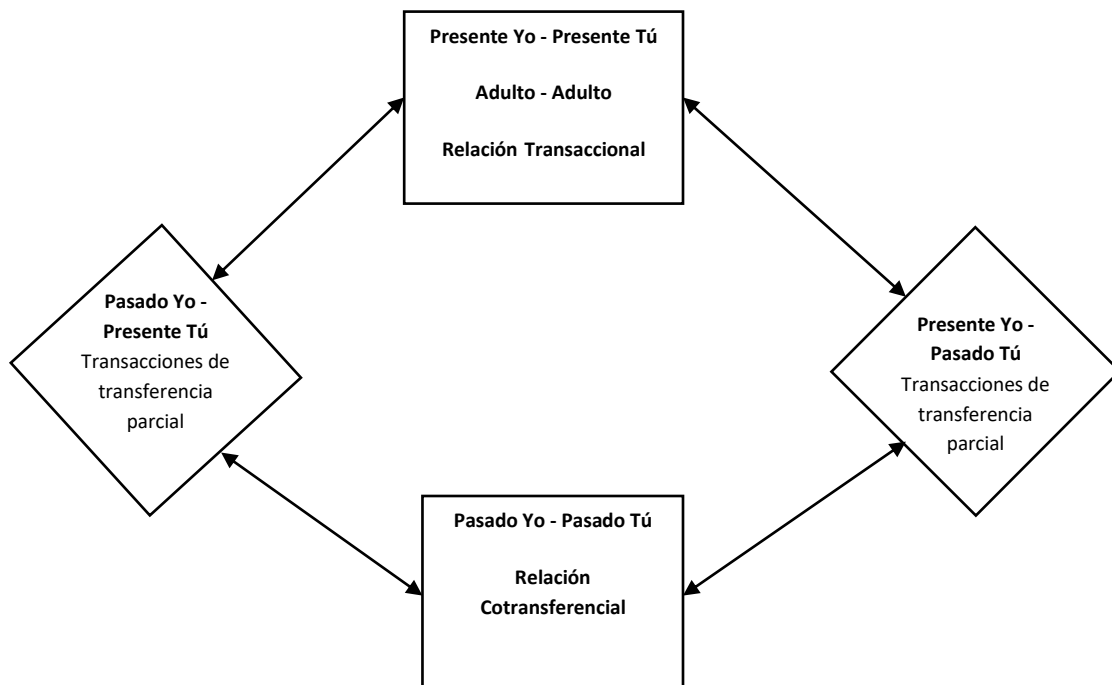 Presente Yo - Presente Tú
Adulto - Adulto
Relación Transaccional
Pasado Yo -
Presente Tú
Transacciones de
transferencia
parcial
Presente Yo -
Pasado Tú
Transacciones de
transferencia
parcial
Pasado Yo - Pasado Tú
Relación
Cotransferencial